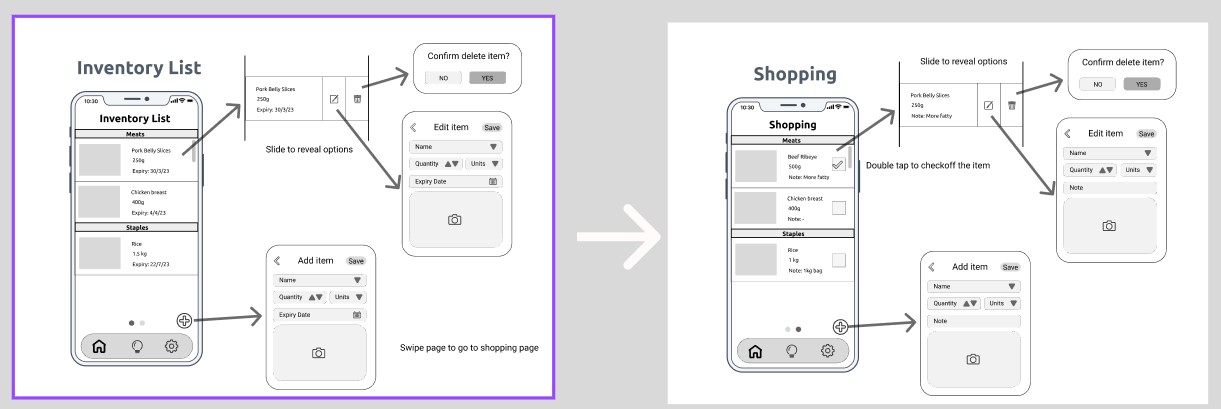 Inventory List
10:30
Inventory List
Meats
Pork Belly Slices
250g
Expiry: 30/3/23
Chicken breast
400g
Expiry: 4/4/23
Staples
Rice
1.5 kg
Expiry: 22/7/23
Pork Belly Slices
250g
Expiry: 30/3/23
Slide to reveal options
Confirm delete item?
NO YES
Edit item Save
Name
Quantity Units
Expiry Date
Add item Save
Name
Quantity Units
Expiry Date
Swipe page to go to shopping page
Shopping
10:30
Shopping
Meats
Beef Ribeye
500g
Note: More fatty
Chicken breast
400g
Note: -
Staples
Rice
1 kg
Note: 1kg bag
Slide to reveal options
Pork Belly Slices
250g
Note: More fatty
Double tap to checkoff the item
Confirm delete item?
NO YES
Edit item Save
Name
Quantity Units
Note
Add item Save
Name
Quantity Units
Note